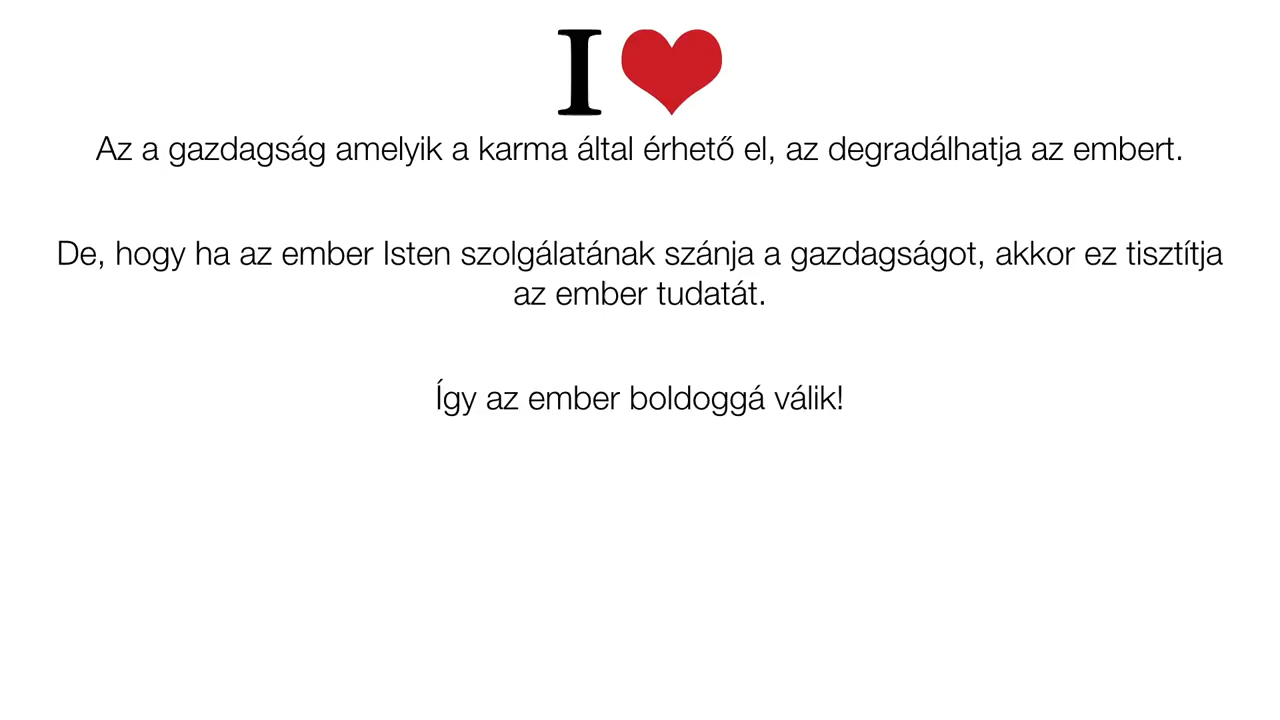 I
Az a gazdagság amelyik a karma által érhető el, az degradálhatja az embert.
De, hogy ha az ember Isten szolgálatának szánja a gazdagságot, akkor ez tisztítja
az ember tudatát.
Így az ember boldoggá válik!